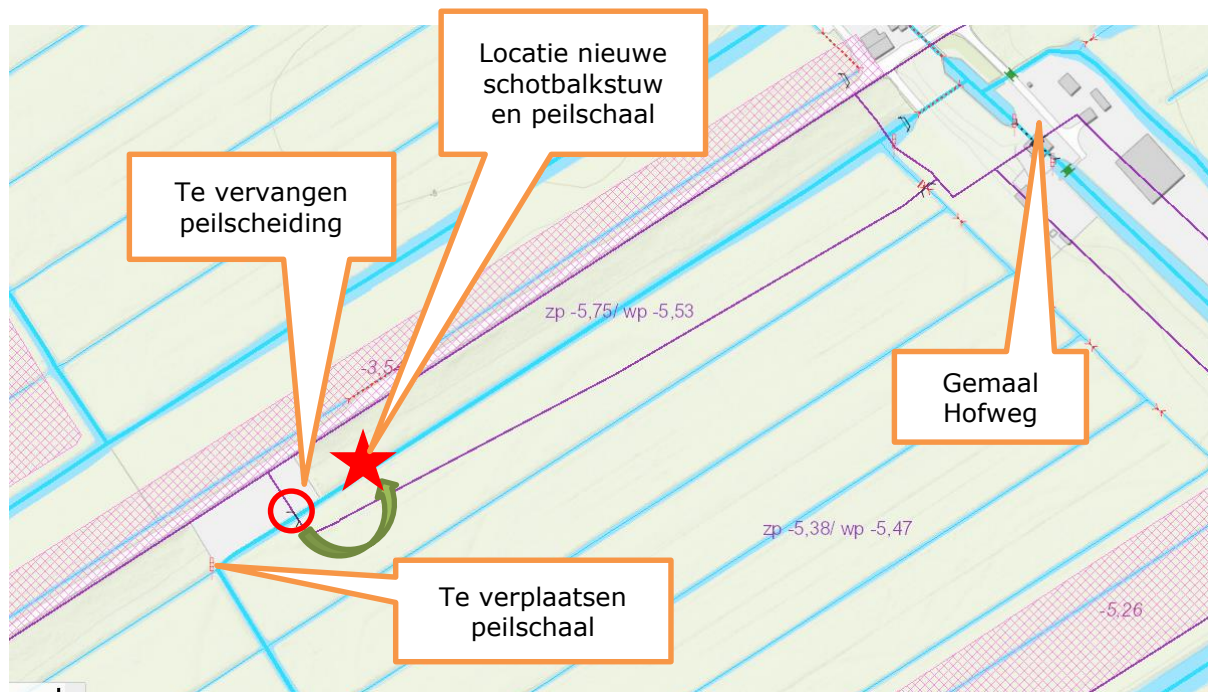 Locatie nieuwe
schotbalkstuw
en peilschaal
Te vervangen
peilscheiding
zp -5,75/ wp -5,53
Gemaal
Hofweg
zp -5,38/ wp -5,47
Te verplaatsen
peilschaal
-5,26